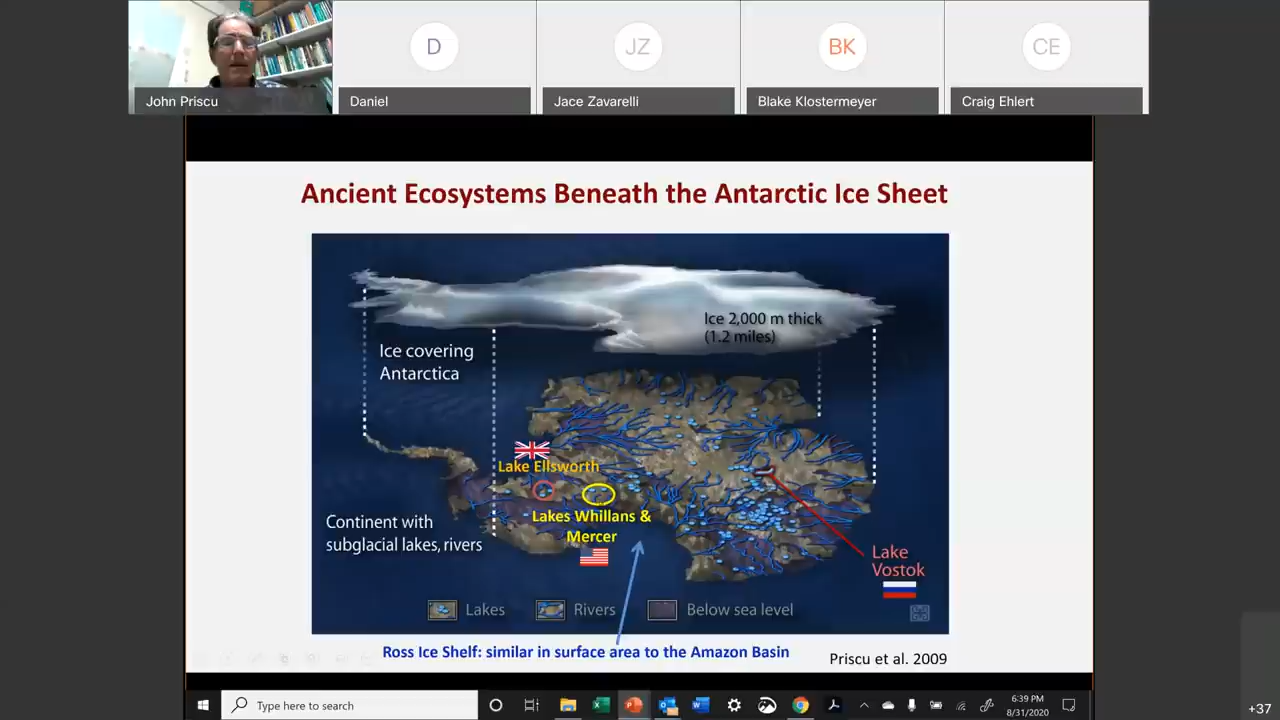 D
JZ
BK
CE
John Priscu
Daniel
Jace Zavarelli
Blake Klostermeyer
Craig Ehlert
Ancient Ecosystems Beneath the Antarctic Ice Sheet
Ice 2,000 m thick
(1.2 miles)
Ice covering
Antarctica
Lake Ellsworth
Lakes Whillans &
Mercer
Continent with
subglacial lakes, rivers
Lake
Vostok
Lakes
Rivers
Below sea level
Ross Ice Shelf: similar in surface area to the Amazon Basin
Priscu et al. 2009
Type here to search
6:39 PM
8/31/2020
+37